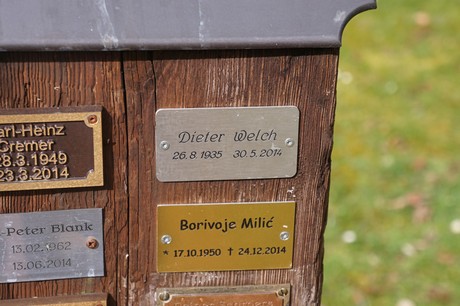 arl-Heinz
Cremer
28.3.1949
23.3.2014
-Peter Blank
13.02.1962
13.06.2014
Dieter Welch
26.8.1935 30.5.2014
Borivoje Milić
* 17.10.1950 † 24.12.2014